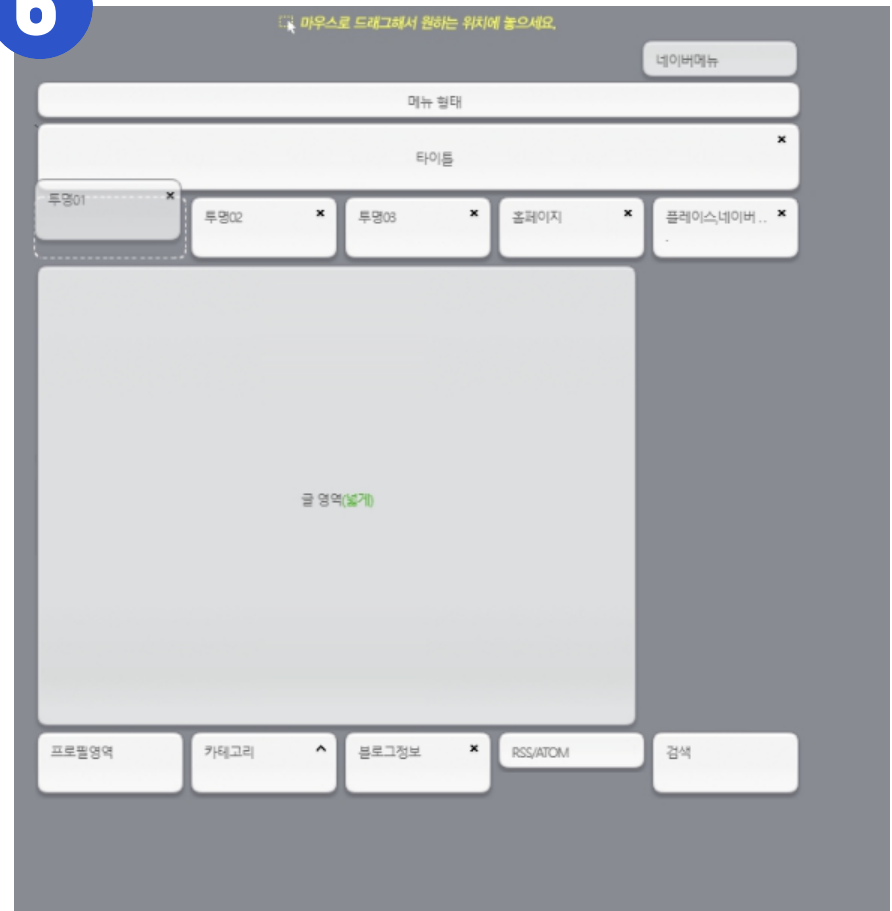 6
마우스로 드래그해서 원하는 위치에 놓으세요.
네이버메뉴
메뉴 형태
타이틀
투명01
투명02
투명03
홈페이지
플레이스,네이버 . .
.
글 영역(넓게)
프로필영역
카테고리
블로그정보
RSS/ATOM
검색